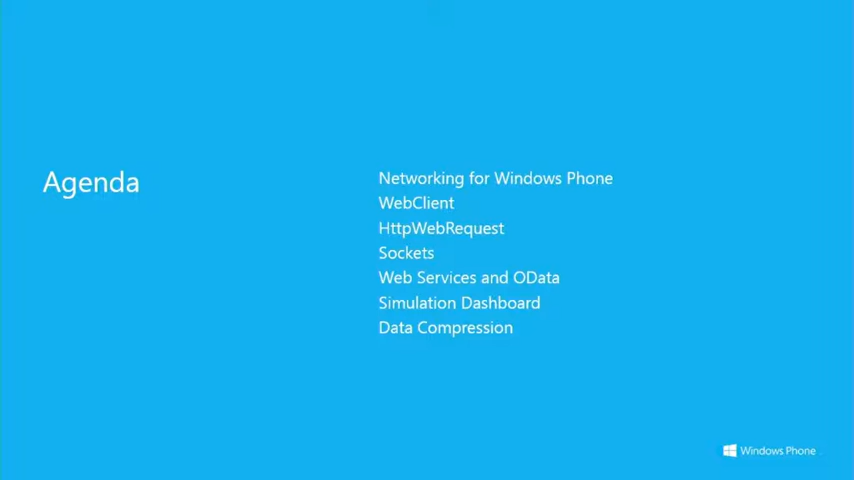 Agenda
Networking for Windows Phone
WebClient
HttpWebRequest
Sockets
Web Services and OData
Simulation Dashboard
Data Compression
Windows Phone